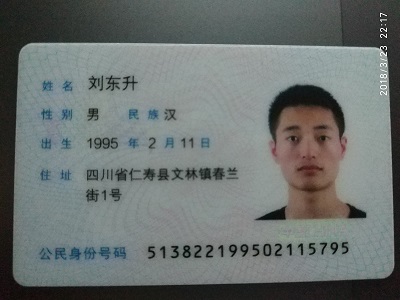 姓名 刘东升
性别 男 民族 汉
出生 1995 年 2 月 11 日
住址 四川省仁寿县文林镇春兰
街1号
公民身份号码 513822199502115795
2018/3/23 22:17